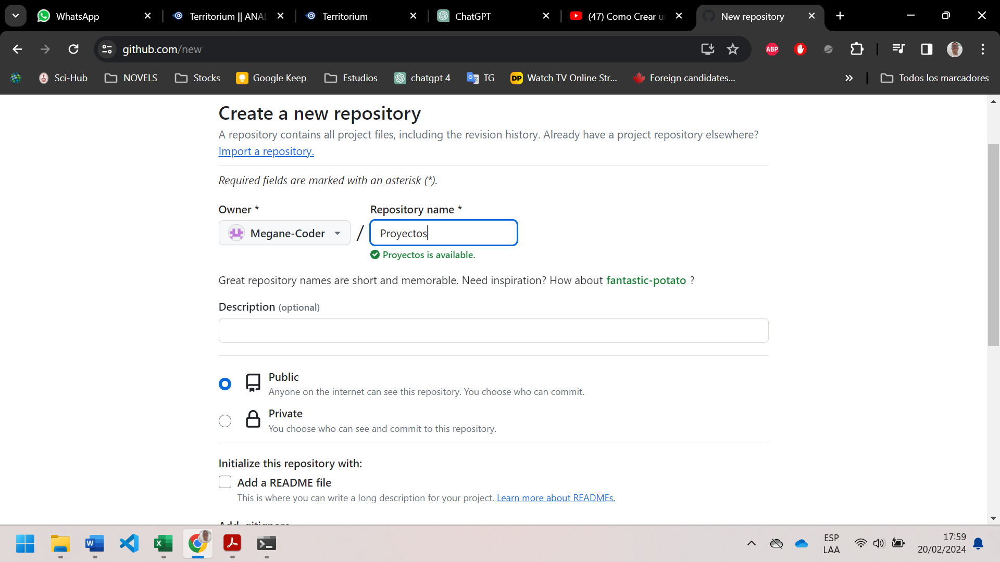 WhatsApp
Territorium || ANAL
Territorium
ChatGPT
(47) Como Crear u
New repository
github.com/new
ABP
Sci-Hub
NOVELS
Stocks
Google Keep
Estudios
chatgpt 4
TG
DP
Watch TV Online Str...
Foreign candidates...
Todos los marcadores
Create a new repository
A repository contains all project files, including the revision history. Already have a project repository elsewhere?
Import a repository.
Required fields are marked with an asterisk (*).
Owner *
Repository name *
Megane-Coder
/
Proyectos
Proyectos is available.
Great repository names are short and memorable. Need inspiration? How about fantastic-potato ?
Description (optional)
Public
Anyone on the internet can see this repository. You choose who can commit.
Private
You choose who can see and commit to this repository.
Initialize this repository with:
Add a README file
This is where you can write a long description for your project. Learn more about READMEs.
Add .gitignore
ESP
LAA
17:59
20/02/2024